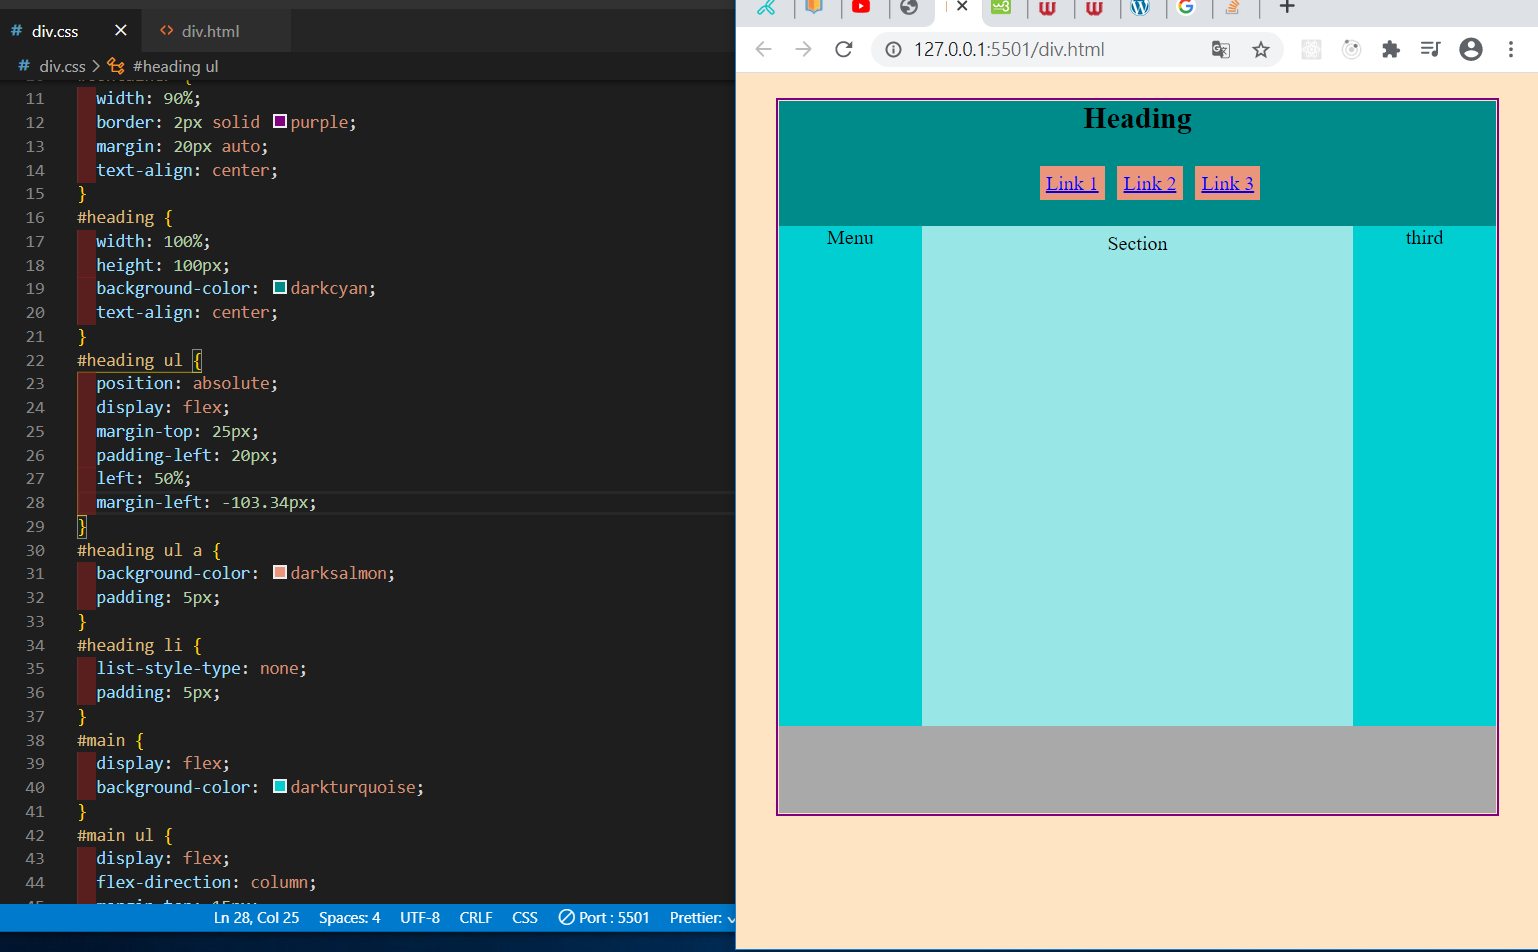 # div.css ×
<> div.html
# div.css > #heading ul
11 width: 90%;
12 border: 2px solid purple;
13 margin: 20px auto;
14 text-align: center;
15 }
16 #heading {
17 width: 100%;
18 height: 100px;
19 background-color: darkcyan;
20 text-align: center;
21 }
22 #heading ul {
23 position: absolute;
24 display: flex;
25 margin-top: 25px;
26 padding-left: 20px;
27 left: 50%;
28 margin-left: -103.34px;
29 }
30 #heading ul a {
31 background-color: darksalmon;
32 padding: 5px;
33 }
34 #heading li {
35 list-style-type: none;
36 padding: 5px;
37 }
38 #main {
39 display: flex;
40 background-color: darkturquoise;
41 }
42 #main ul {
43 display: flex;
44 flex-direction: column;
Ln 28, Col 25 Spaces: 4 UTF-8 CRLF CSS Port : 5501 Prettier:
127.0.0.1:5501/div.html
Heading
Link 1 Link 2 Link 3
Menu
Section
third